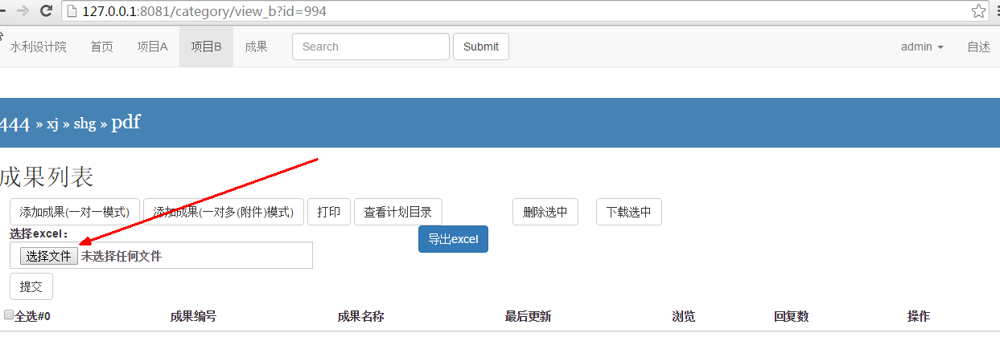 127.0.0.1:8081/category/view_b?id=994
水利设计院 首页 项目A 项目B 成果 Search Submit admin 自述
444 » xj » shg » pdf
成果列表
添加成果(一对一模式) 添加成果(一对多(附件)模式) 打印 查看计划目录 删除选中 下载选中
选择excel：
导出excel
选择文件 未选择任何文件
提交
全选#0 成果编号 成果名称 最后更新 浏览 回复数 操作